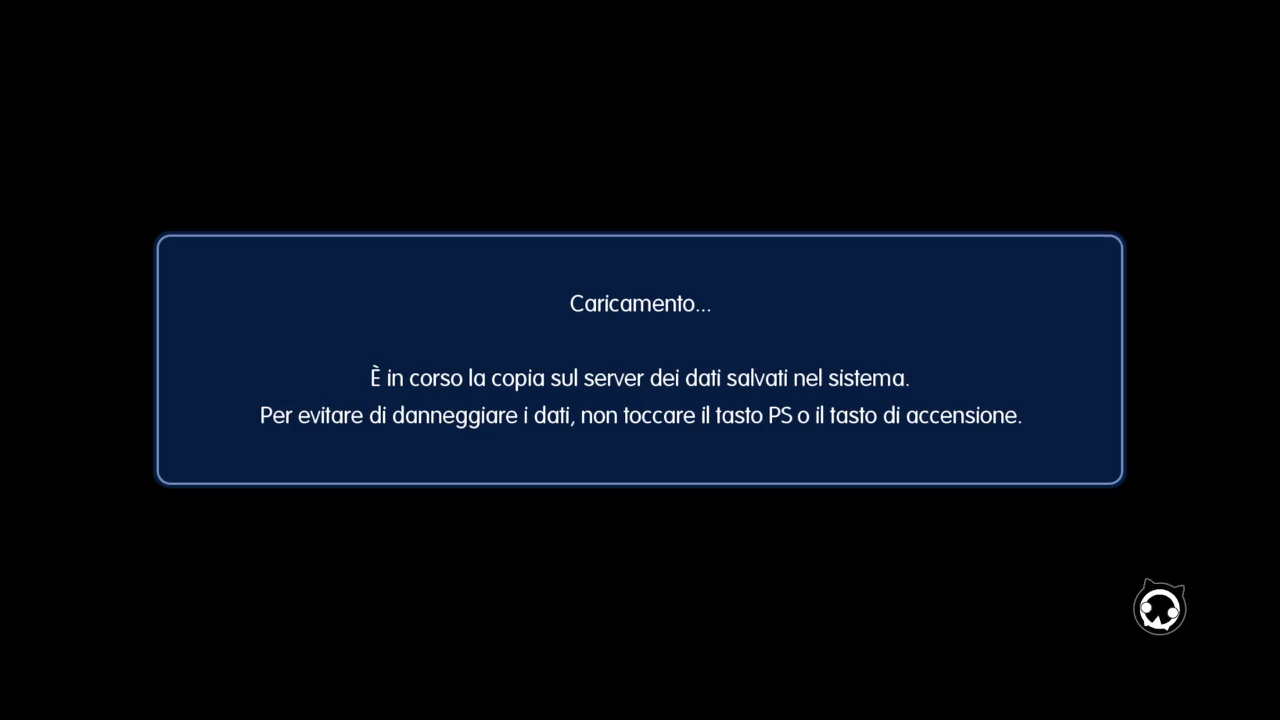 Caricamento...
È in corso la copia sul server dei dati salvati nel sistema.
Per evitare di danneggiare i dati, non toccare il tasto PS o il tasto di accensione.